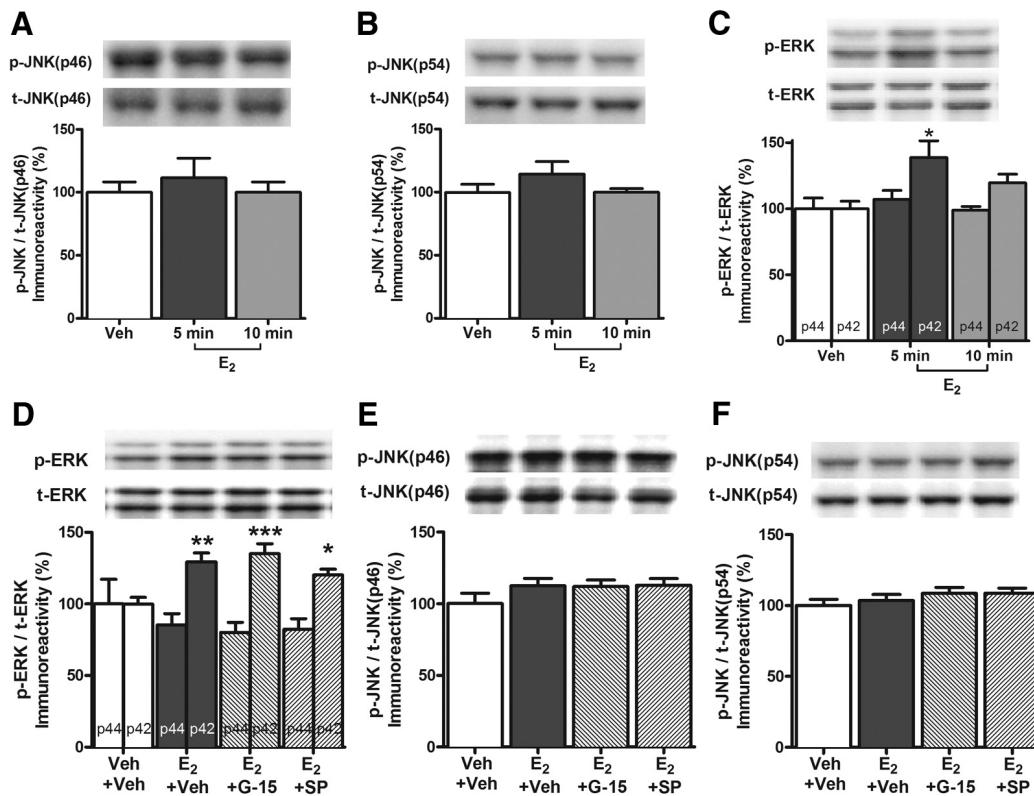 A
p-JNK(p46)
t-JNK(p46)
p-JNK / t-JNK(p46)
Immunoreactivity (%)
150
100
50
0
Veh 5 min 10 min
E2
B
p-JNK(p54)
t-JNK(p54)
p-JNK / t-JNK(p54)
Immunoreactivity (%)
150
100
50
0
Veh 5 min 10 min
E2
C
p-ERK
t-ERK
p-ERK / t-ERK
Immunoreactivity (%)
150
100
50
0
*
p44 p42 p44 p42 p44 p42
Veh 5 min 10 min
E2
D
p-ERK
t-ERK
p-ERK / t-ERK
Immunoreactivity (%)
150
100
50
0
** *** *
p44 p42 p44 p42 p44 p42 p44 p42
Veh E2 E2 E2
+Veh +Veh +G-15 +SP
E
p-JNK(p46)
t-JNK(p46)
p-JNK / t-JNK(p46)
Immunoreactivity (%)
150
100
50
0
Veh E2 E2 E2
+Veh +Veh +G-15 +SP
F
p-JNK(p54)
t-JNK(p54)
p-JNK / t-JNK(p54)
Immunoreactivity (%)
150
100
50
0
Veh E2 E2 E2
+Veh +Veh +G-15 +SP